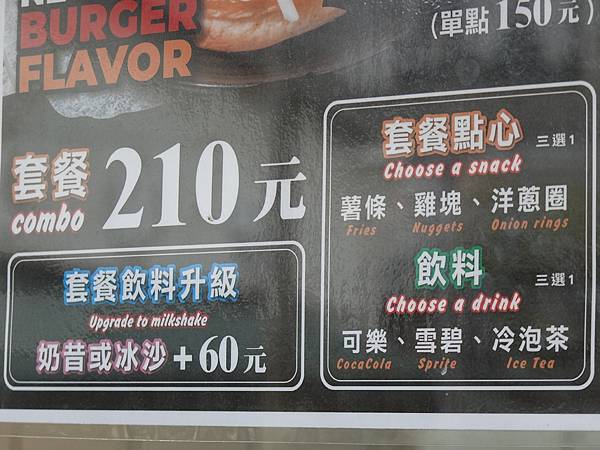 BURGER
FLAVOR
(單點150元)
套餐 210元
combo
套餐飲料升級
Upgrade to milkshake
奶昔或冰沙+60元
套餐點心 三選1
Choose a snack
薯條、雞塊、洋蔥圈
Fries Nuggets Onion rings
飲料 三選1
Choose a drink
可樂、雪碧、冷泡茶
CocaCola Sprite Ice Tea